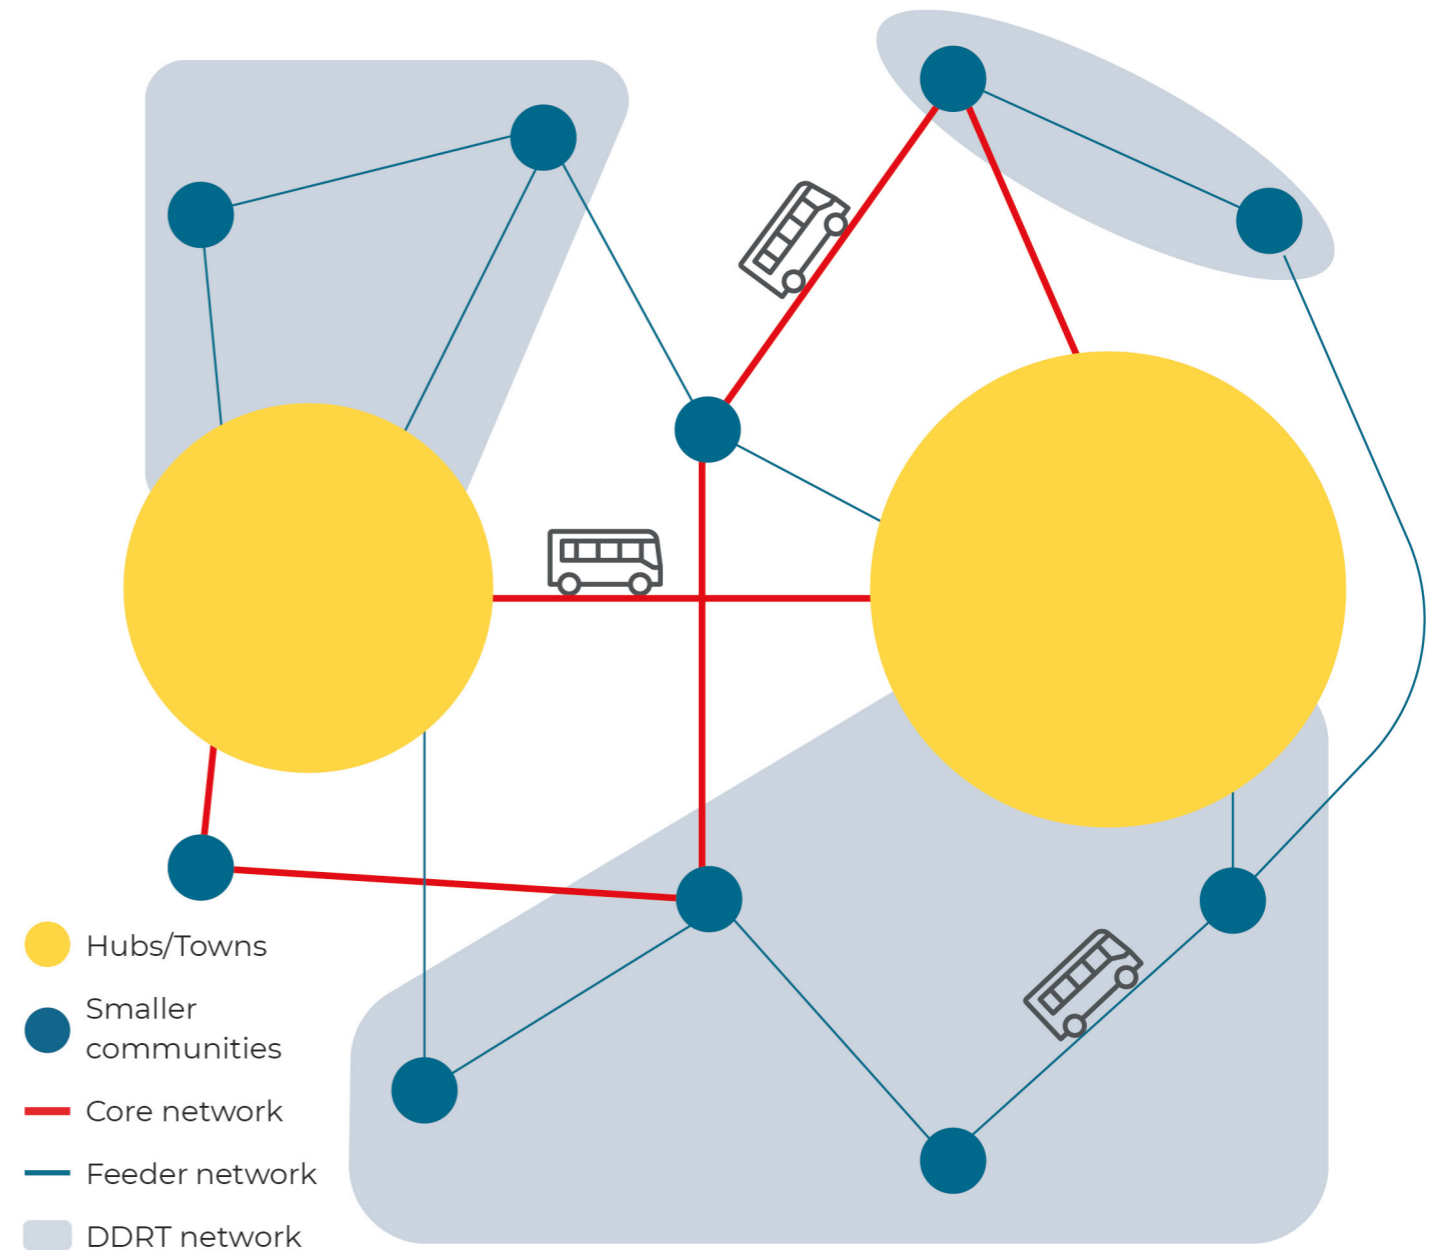 Hubs/Towns
Smaller
communities
Core network
Feeder network
DDRT network